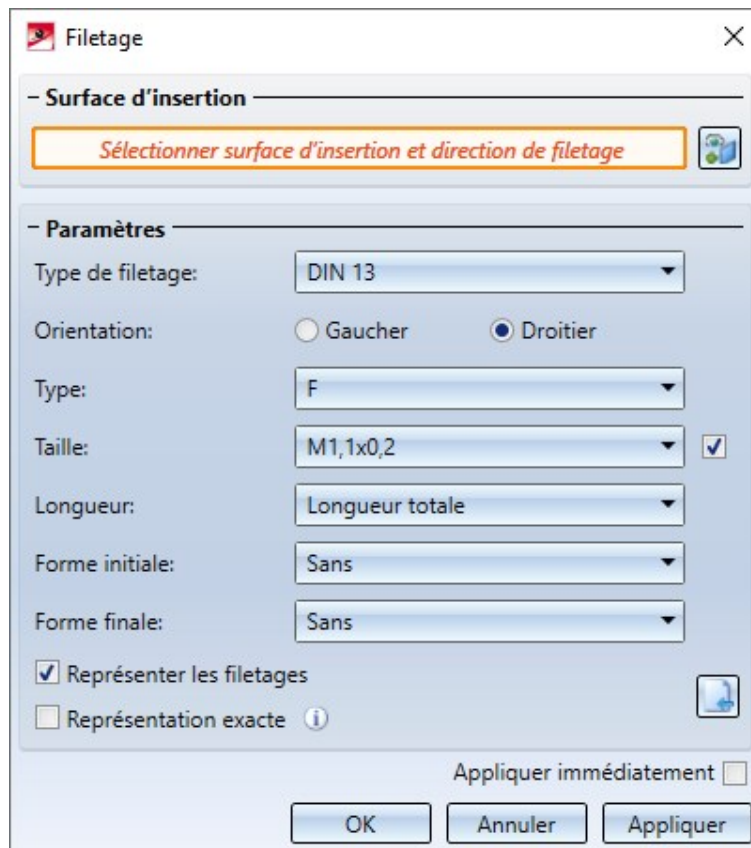 Filetage
Surface d'insertion
Sélectionner surface d'insertion et direction de filetage
Paramètres
Type de filetage: DIN 13
Orientation: Gaucher Droitier
Type: F
Taille: M1,1x0,2
Longueur: Longueur totale
Forme initiale: Sans
Forme finale: Sans
Représenter les filetages
Représentation exacte
Appliquer immédiatement
OK Annuler Appliquer